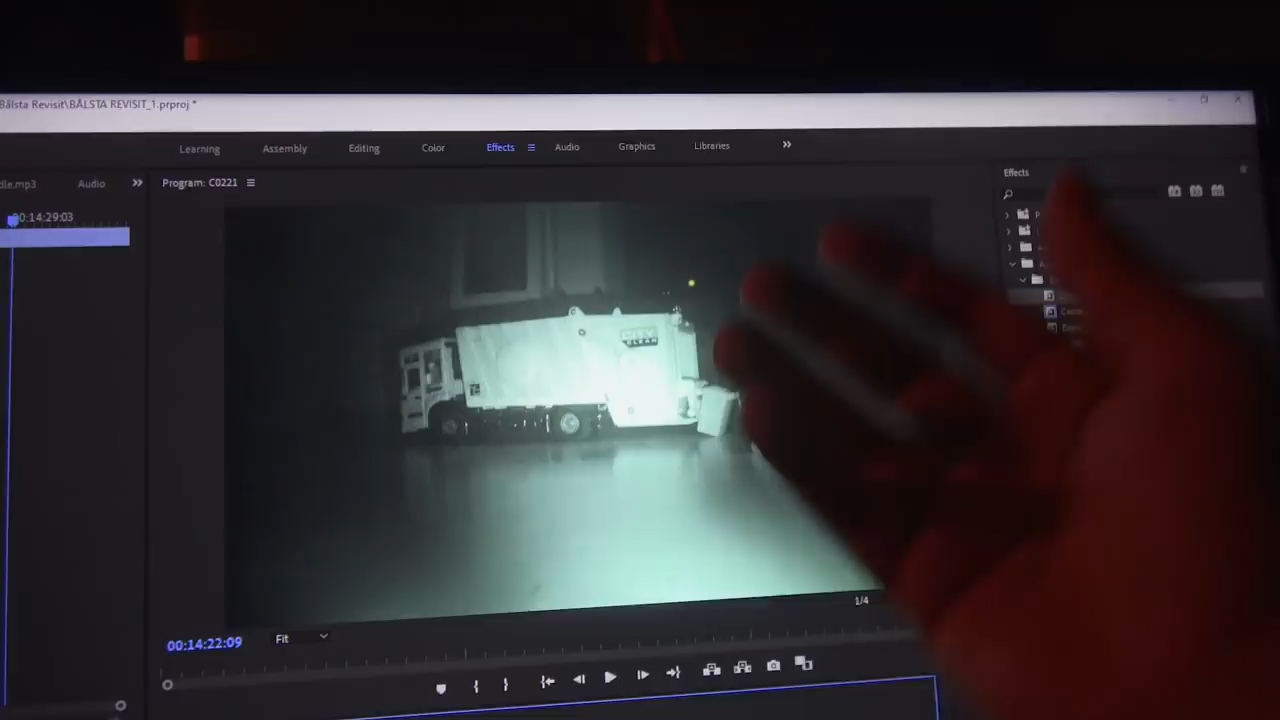 Bålsta Revisit\BÅLSTA REVISIT_1.prproj *
Learning Assembly Editing Color Effects Audio Graphics Libraries
dle.mp3 Audio Program: C0221 Effects
00:14:29:03
CITY
CLEAN
1/4
00:14:22:09 Fit